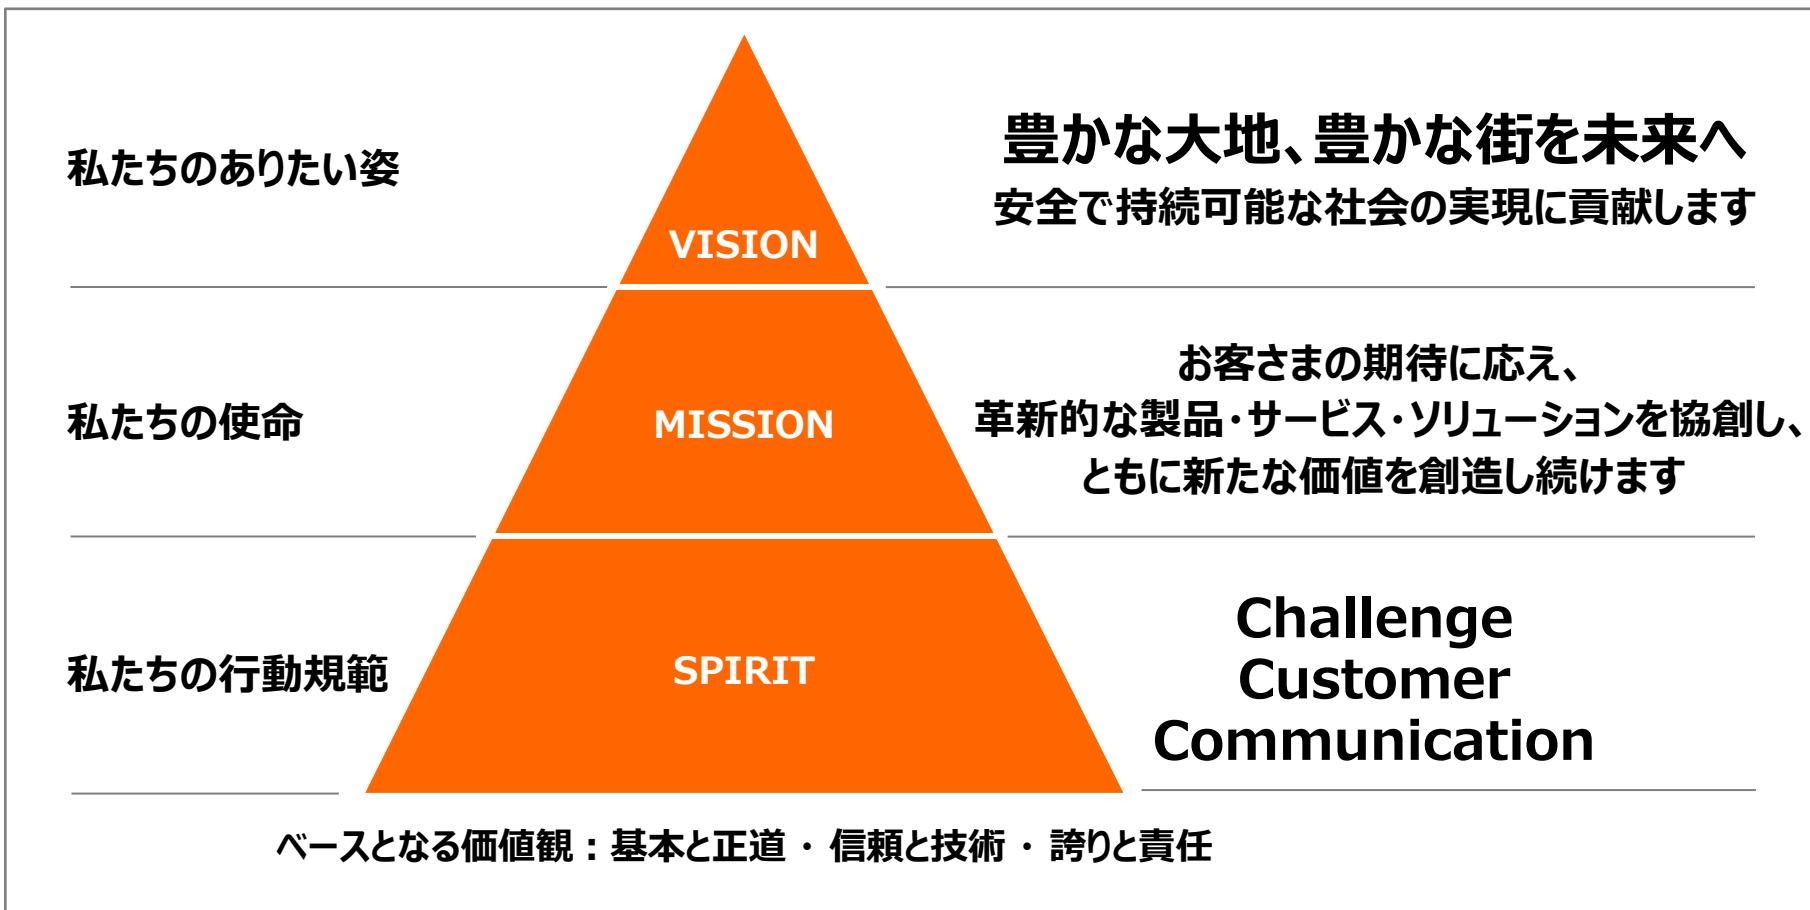 私たちのありたい姿
VISION
豊かな大地、豊かな街を未来へ
安全で持続可能な社会の実現に貢献します
私たちの使命
MISSION
お客さまの期待に応え、
革新的な製品・サービス・ソリューションを協創し、
ともに新たな価値を創造し続けます
私たちの行動規範
SPIRIT
Challenge
Customer
Communication
ベースとなる価値観：基本と正道 ・ 信頼と技術 ・ 誇りと責任